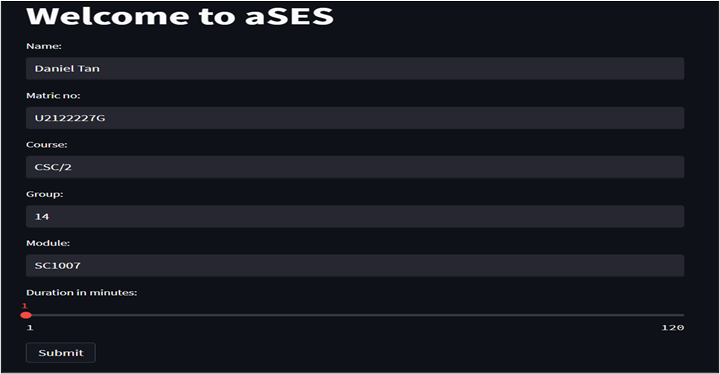 Welcome to aSES
Name:
Daniel Tan
Matric no:
U2122227G
Course:
CSC/2
Group:
14
Module:
SC1007
Duration in minutes:
1
1 120
Submit